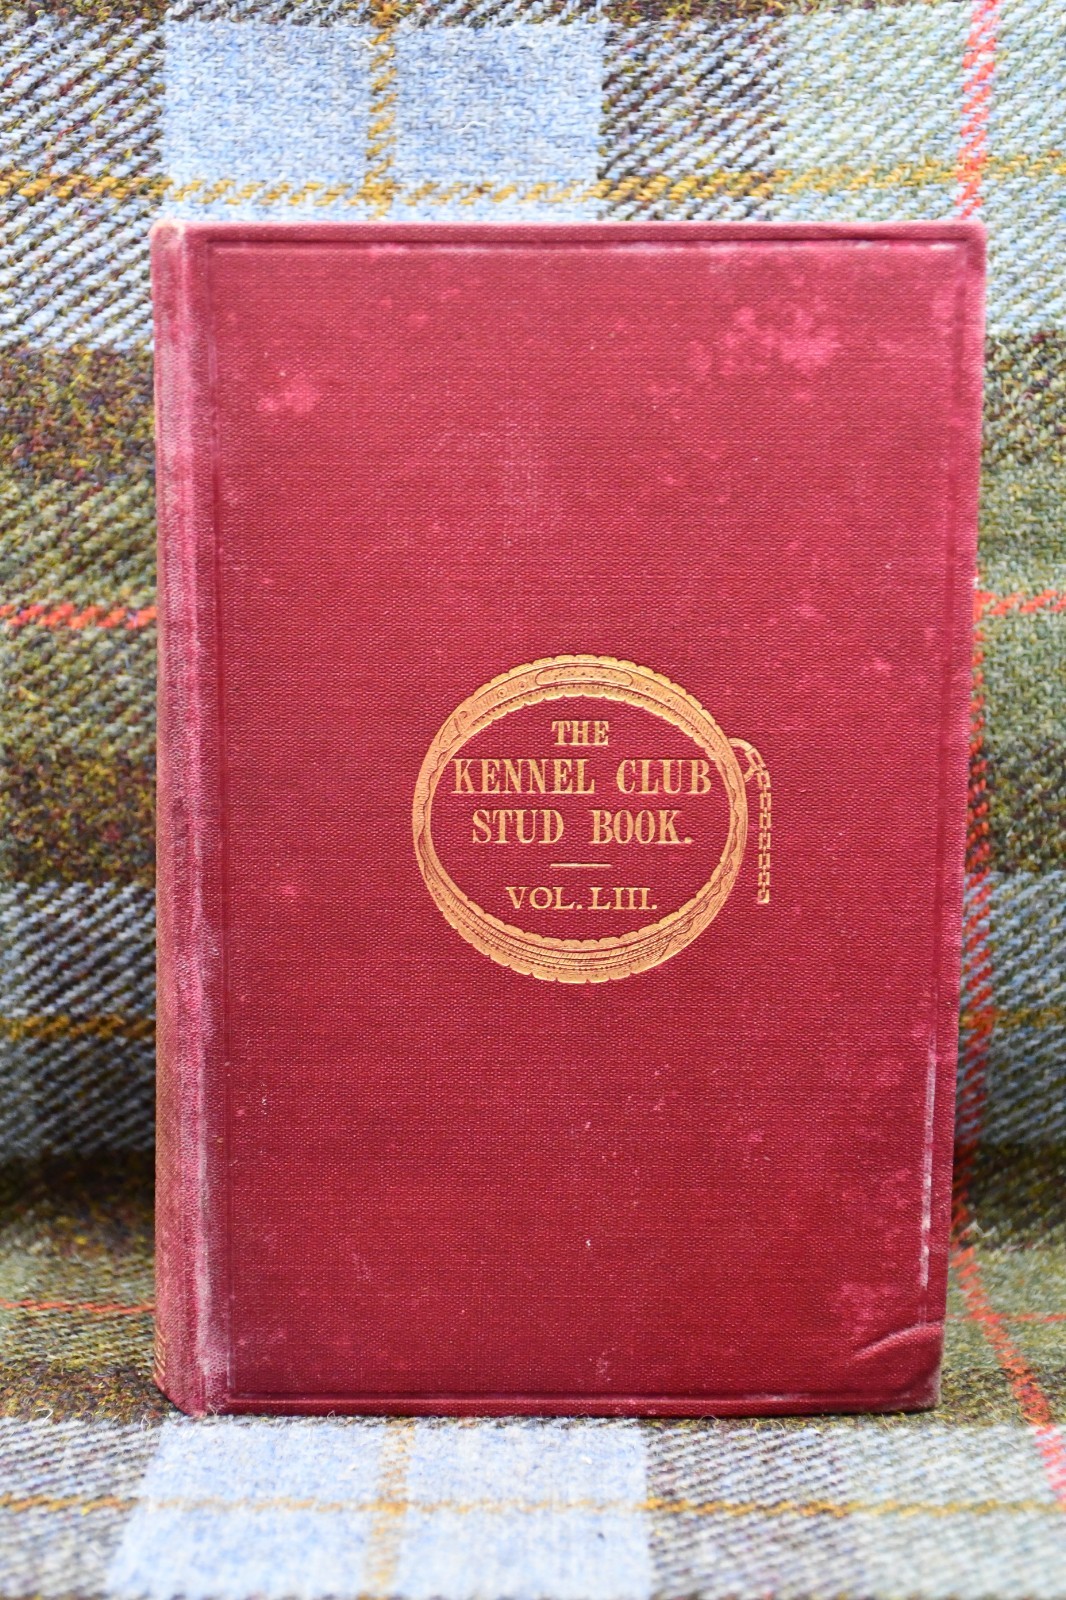 THE
KENNEL CLUB
STUD BOOK.
VOL. LIII.